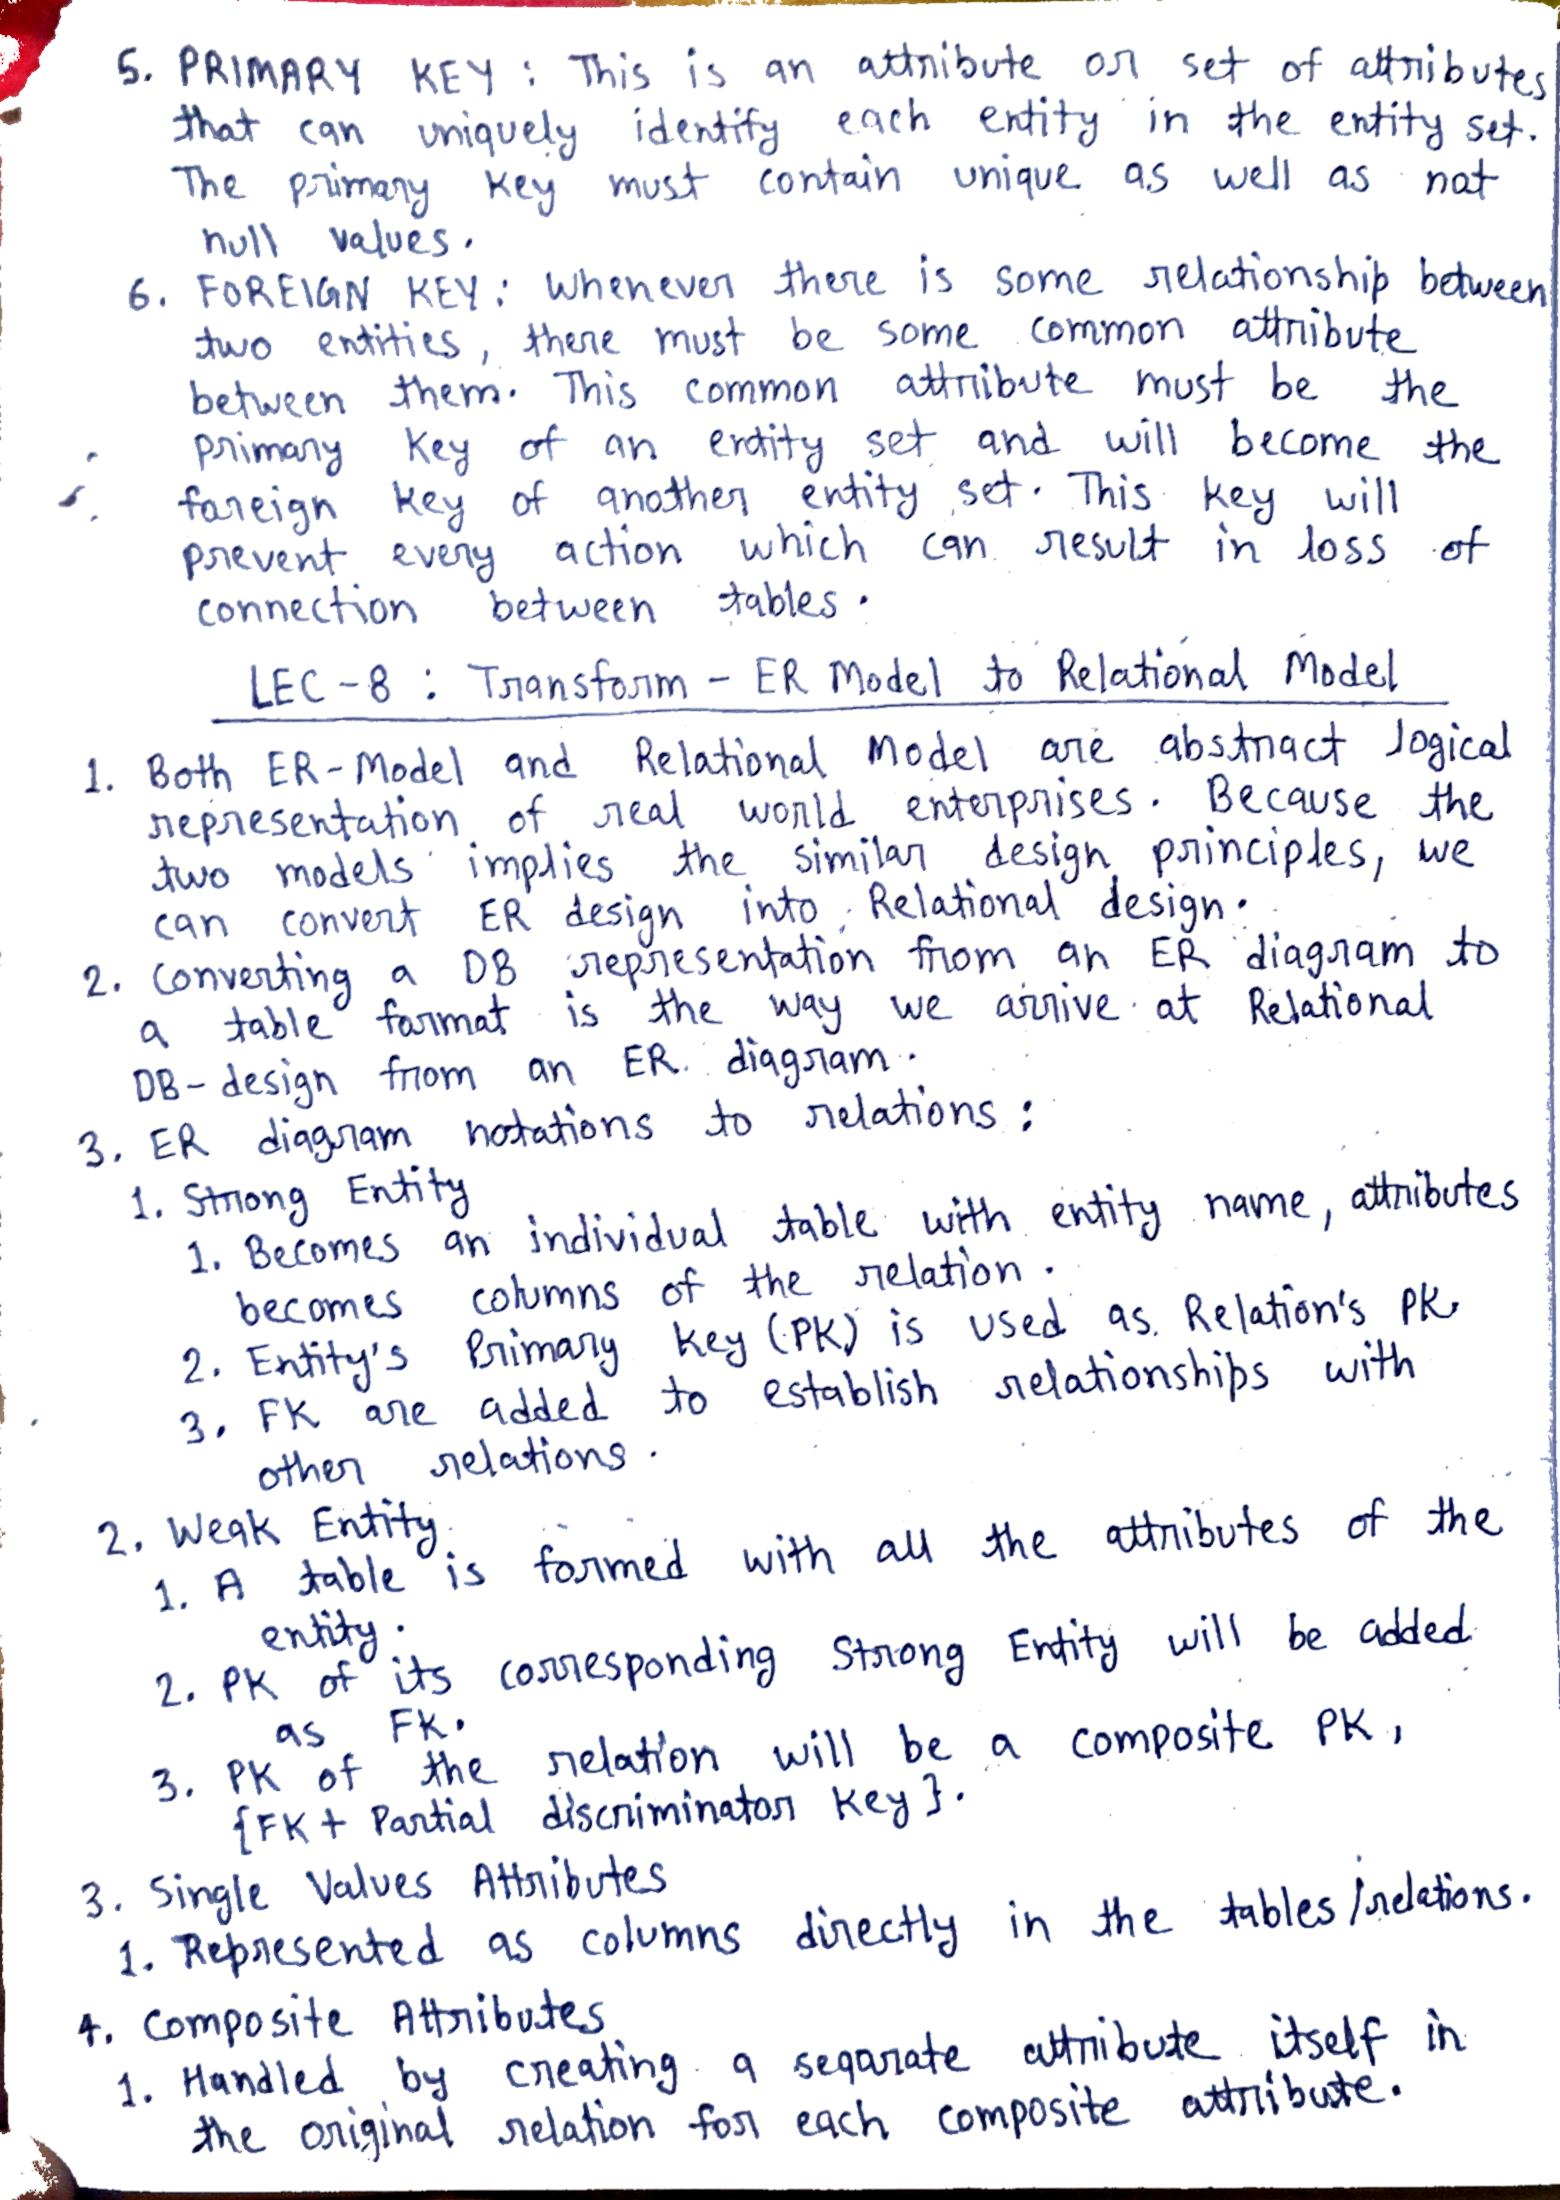 5. PRIMARY KEY : This is an attribute or set of attributes
that can uniquely identify each entity in the entity set.
The primary key must contain unique as well as not
null values.
6. FOREIGN KEY : Whenever there is some relationship between
two entities, there must be some common attribute
between them. This common attribute must be the
primary key of an entity set and will become the
foreign key of another entity set. This key will
prevent every action which can result in loss of
connection between tables.
LEC-8 : Transform - ER Model to Relational Model
1. Both ER-Model and Relational Model are abstract logical
representation of real world enterprises. Because the
two models implies the similar design principles, we
can convert ER design into Relational design.
2. Converting a DB representation from an ER diagram to
a table format is the way we arrive at Relational
DB-design from an ER diagram.
3. ER diagram notations to relations :
1. Strong Entity
1. Becomes an individual table with entity name, attributes
becomes columns of the relation.
2. Entity's Primary Key (PK) is used as Relation's PK.
3. FK are added to establish relationships with
other relations.
2. Weak Entity
1. A table is formed with all the attributes of the
entity.
2. PK of its corresponding Strong Entity will be added
as FK.
3. PK of the relation will be a composite PK,
{FK + Partial discriminator Key}.
3. Single Values Attributes
1. Represented as columns directly in the tables/relations.
4. Composite Attributes
1. Handled by creating a seqarate attribute itself in
the original relation for each composite attribute.